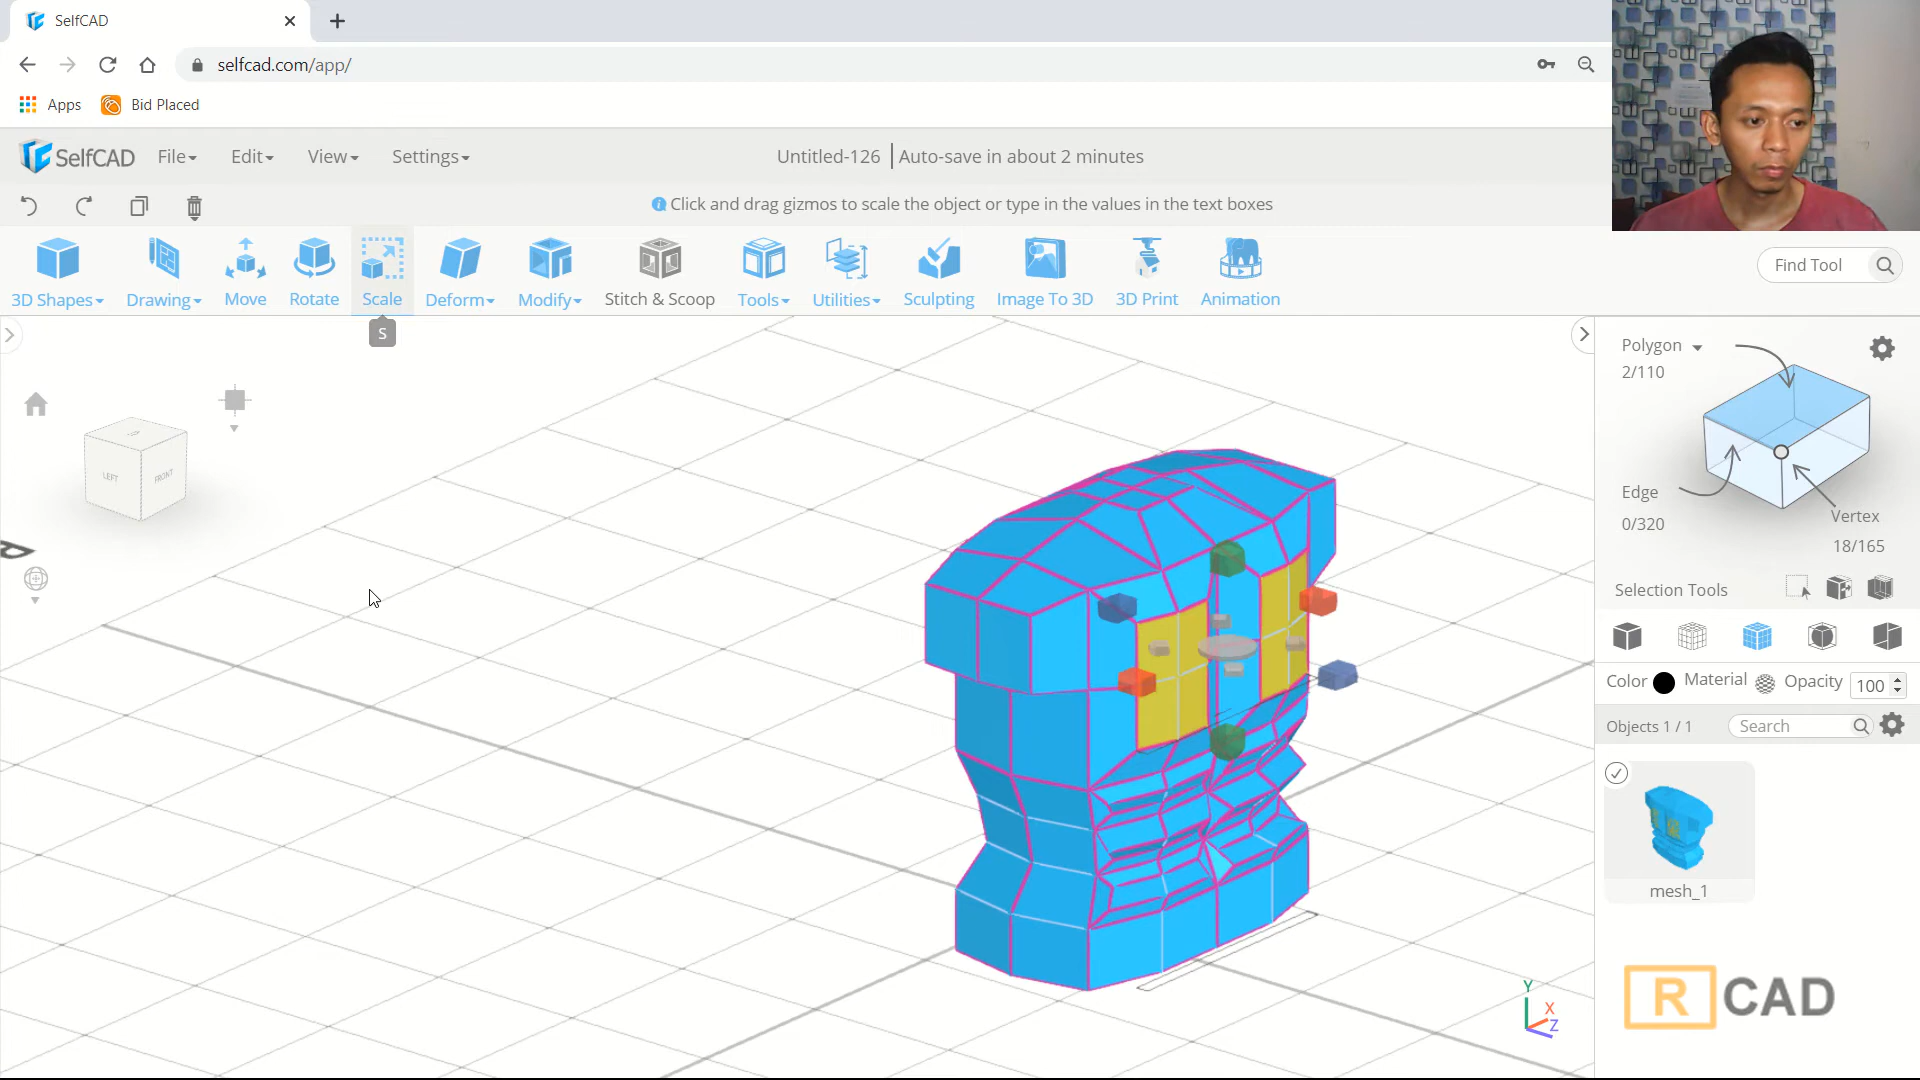 SelfCAD
selfcad.com/app/
Apps
Bid Placed
SelfCAD
File
Edit
View
Settings
Untitled-126
Auto-save in about 2 minutes
Click and drag gizmos to scale the object or type in the values in the text boxes
3D Shapes
Drawing
Move
Rotate
Scale
Deform
Modify
Stitch & Scoop
Tools
Utilities
Sculpting
Image To 3D
3D Print
Animation
Find Tool
S
Polygon
2/110
Edge
0/320
Vertex
18/165
LEFT
FRONT
Selection Tools
Color
Material
Opacity
100
Objects 1 / 1
Search
mesh_1
R CAD
Y
X
Z